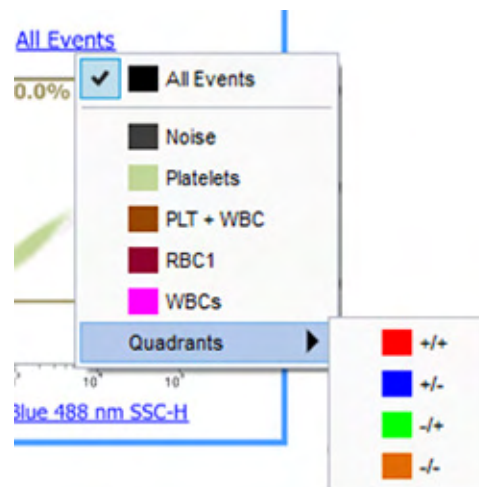 All Events
All Events
0.0%
Noise
Platelets
PLT + WBC
RBC1
WBCs
Quadrants
+/+
+/-
-/+
-/-
Blue 488 nm SSC-H